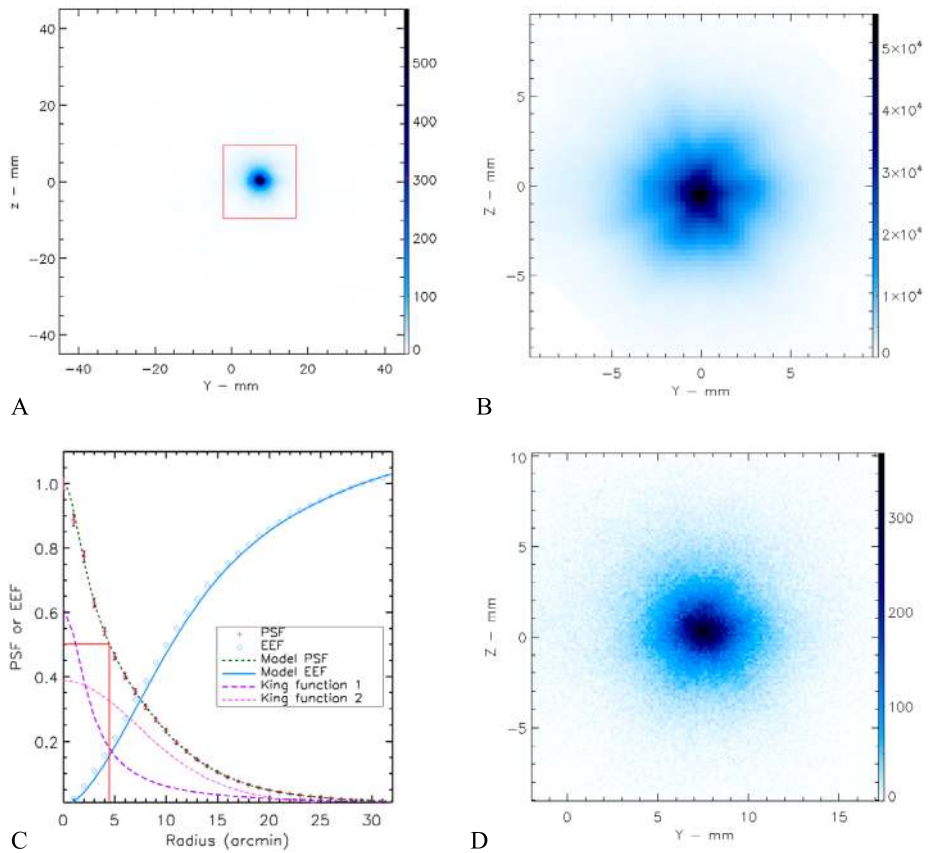 40
20
0
−20
−40
z − mm
−40
−20
0
20
40
Y − mm
500
400
300
200
100
0
A
5
0
−5
Z − mm
−5
0
5
Y − mm
5×10⁴
4×10⁴
3×10⁴
2×10⁴
1×10⁴
0
B
1.0
0.8
0.6
0.4
0.2
PSF or EEF
0
5
10
15
20
25
30
Radius (arcmin)
PSF
EEF
Model PSF
Model EEF
King function 1
King function 2
C
10
5
0
−5
Z − mm
0
5
10
15
Y − mm
300
200
100
0
D